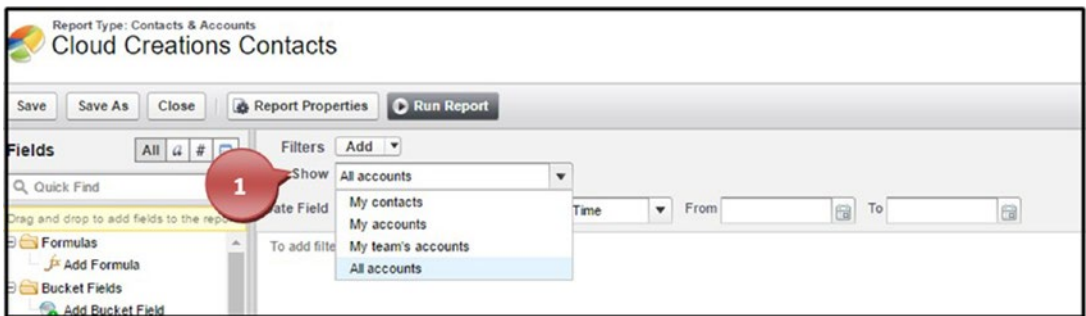 Report Type: Contacts & Accounts
Cloud Creations Contacts
Save Save As Close Report Properties Run Report
Fields All a # Filters Add
1 Show All accounts
Quick Find
My contacts
Date Field Time From To
My accounts
Drag and drop to add fields to the
My team's accounts
Formulas To add
All accounts
Add Formula
Bucket Fields
Add Bucket Field